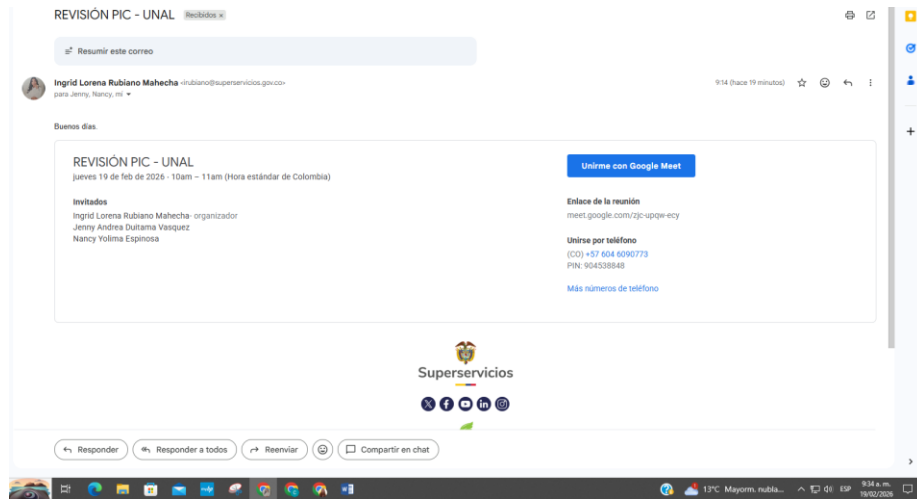 REVISIÓN PIC - UNAL Recibidos x
Resumir este correo
Ingrid Lorena Rubiano Mahecha <irubiano@superservicios.gov.co> 9:14 (hace 19 minutos)
para Jenny, Nancy, mi
Buenos días.
REVISIÓN PIC - UNAL
jueves 19 de feb de 2026 · 10am – 11am (Hora estándar de Colombia)
Invitados
Ingrid Lorena Rubiano Mahecha- organizador
Jenny Andrea Duitama Vasquez
Nancy Yolima Espinosa
Unirme con Google Meet
Enlace de la reunión
meet.google.com/zjc-upqw-ecy
Unirse por teléfono
(CO) +57 604 6090773
PIN: 904538848
Más números de teléfono
Superservicios
Responder Responder a todos Reenviar Compartir en chat
13°C Mayorm. nubla... ESP 9:34 a. m.
19/02/2026